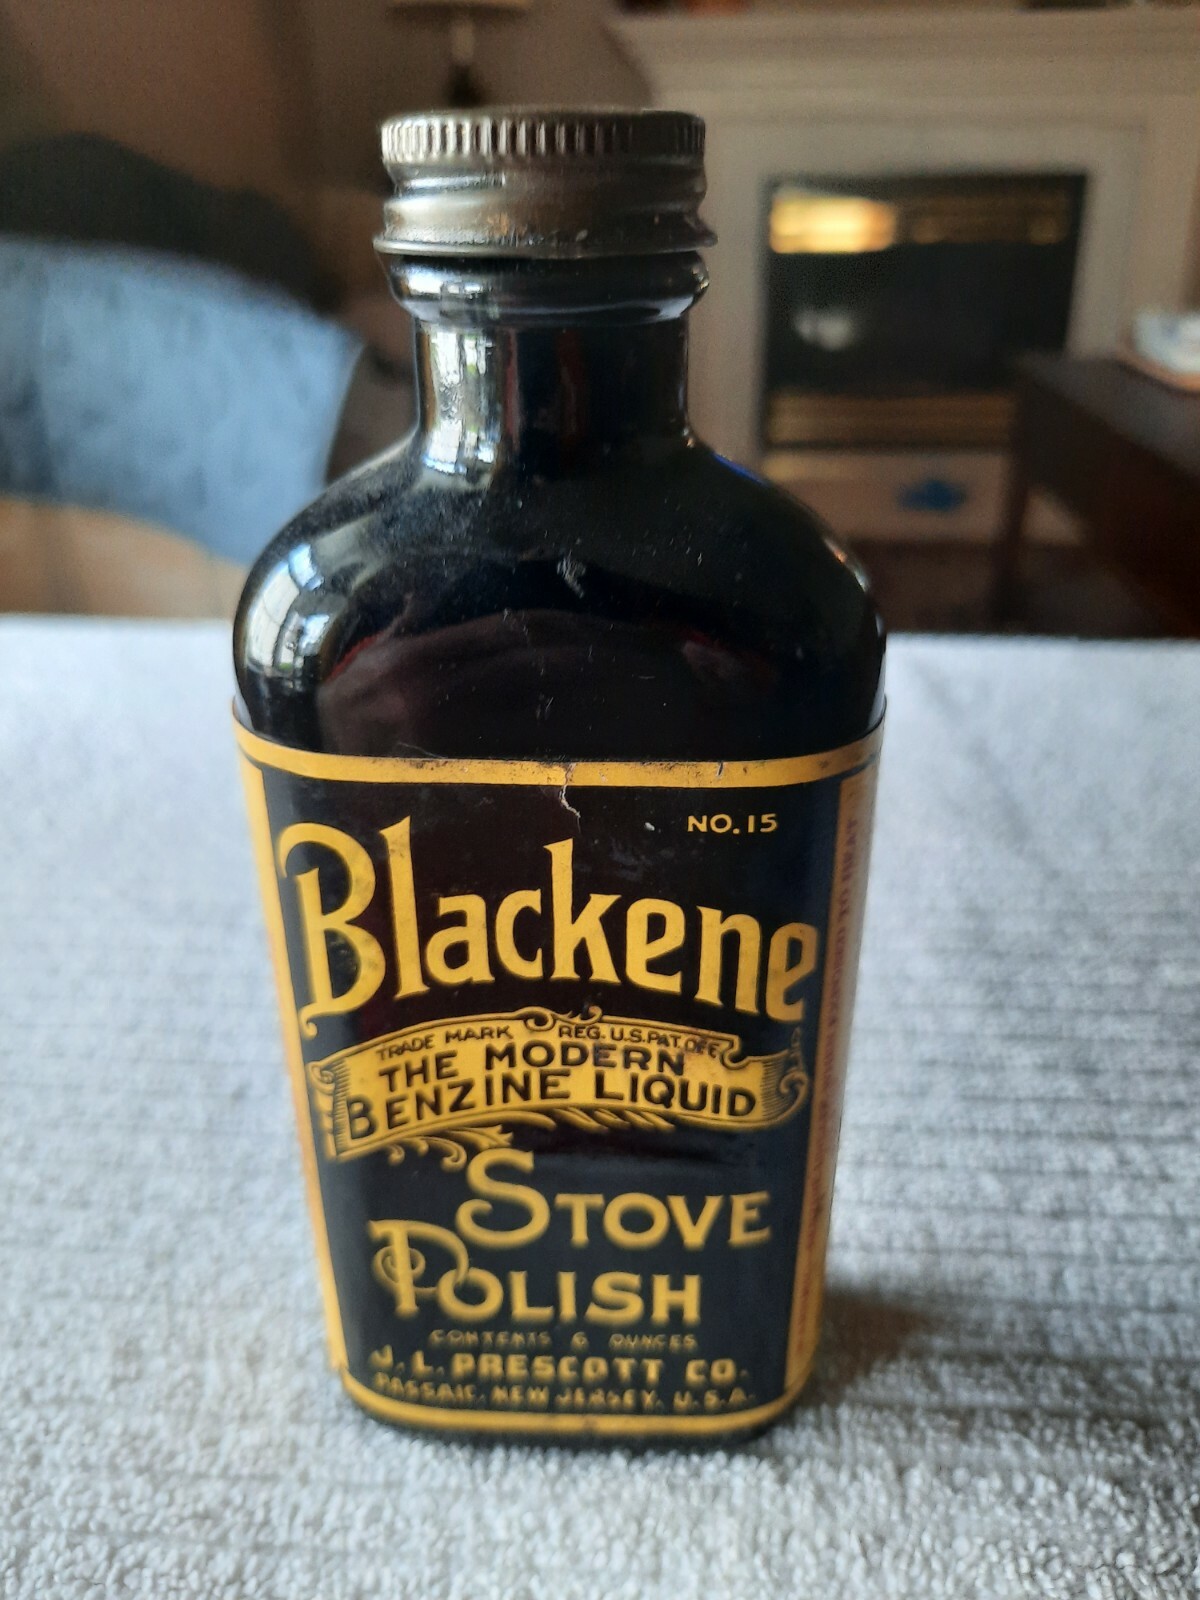 NO. 15
Blackene
TRADE MARK REG. U.S. PAT. OFF.
THE MODERN
BENZINE LIQUID
STOVE
POLISH
CONTENTS 6 OUNCES
J. L. PRESCOTT CO.
PASSAIC, NEW JERSEY, U.S.A.